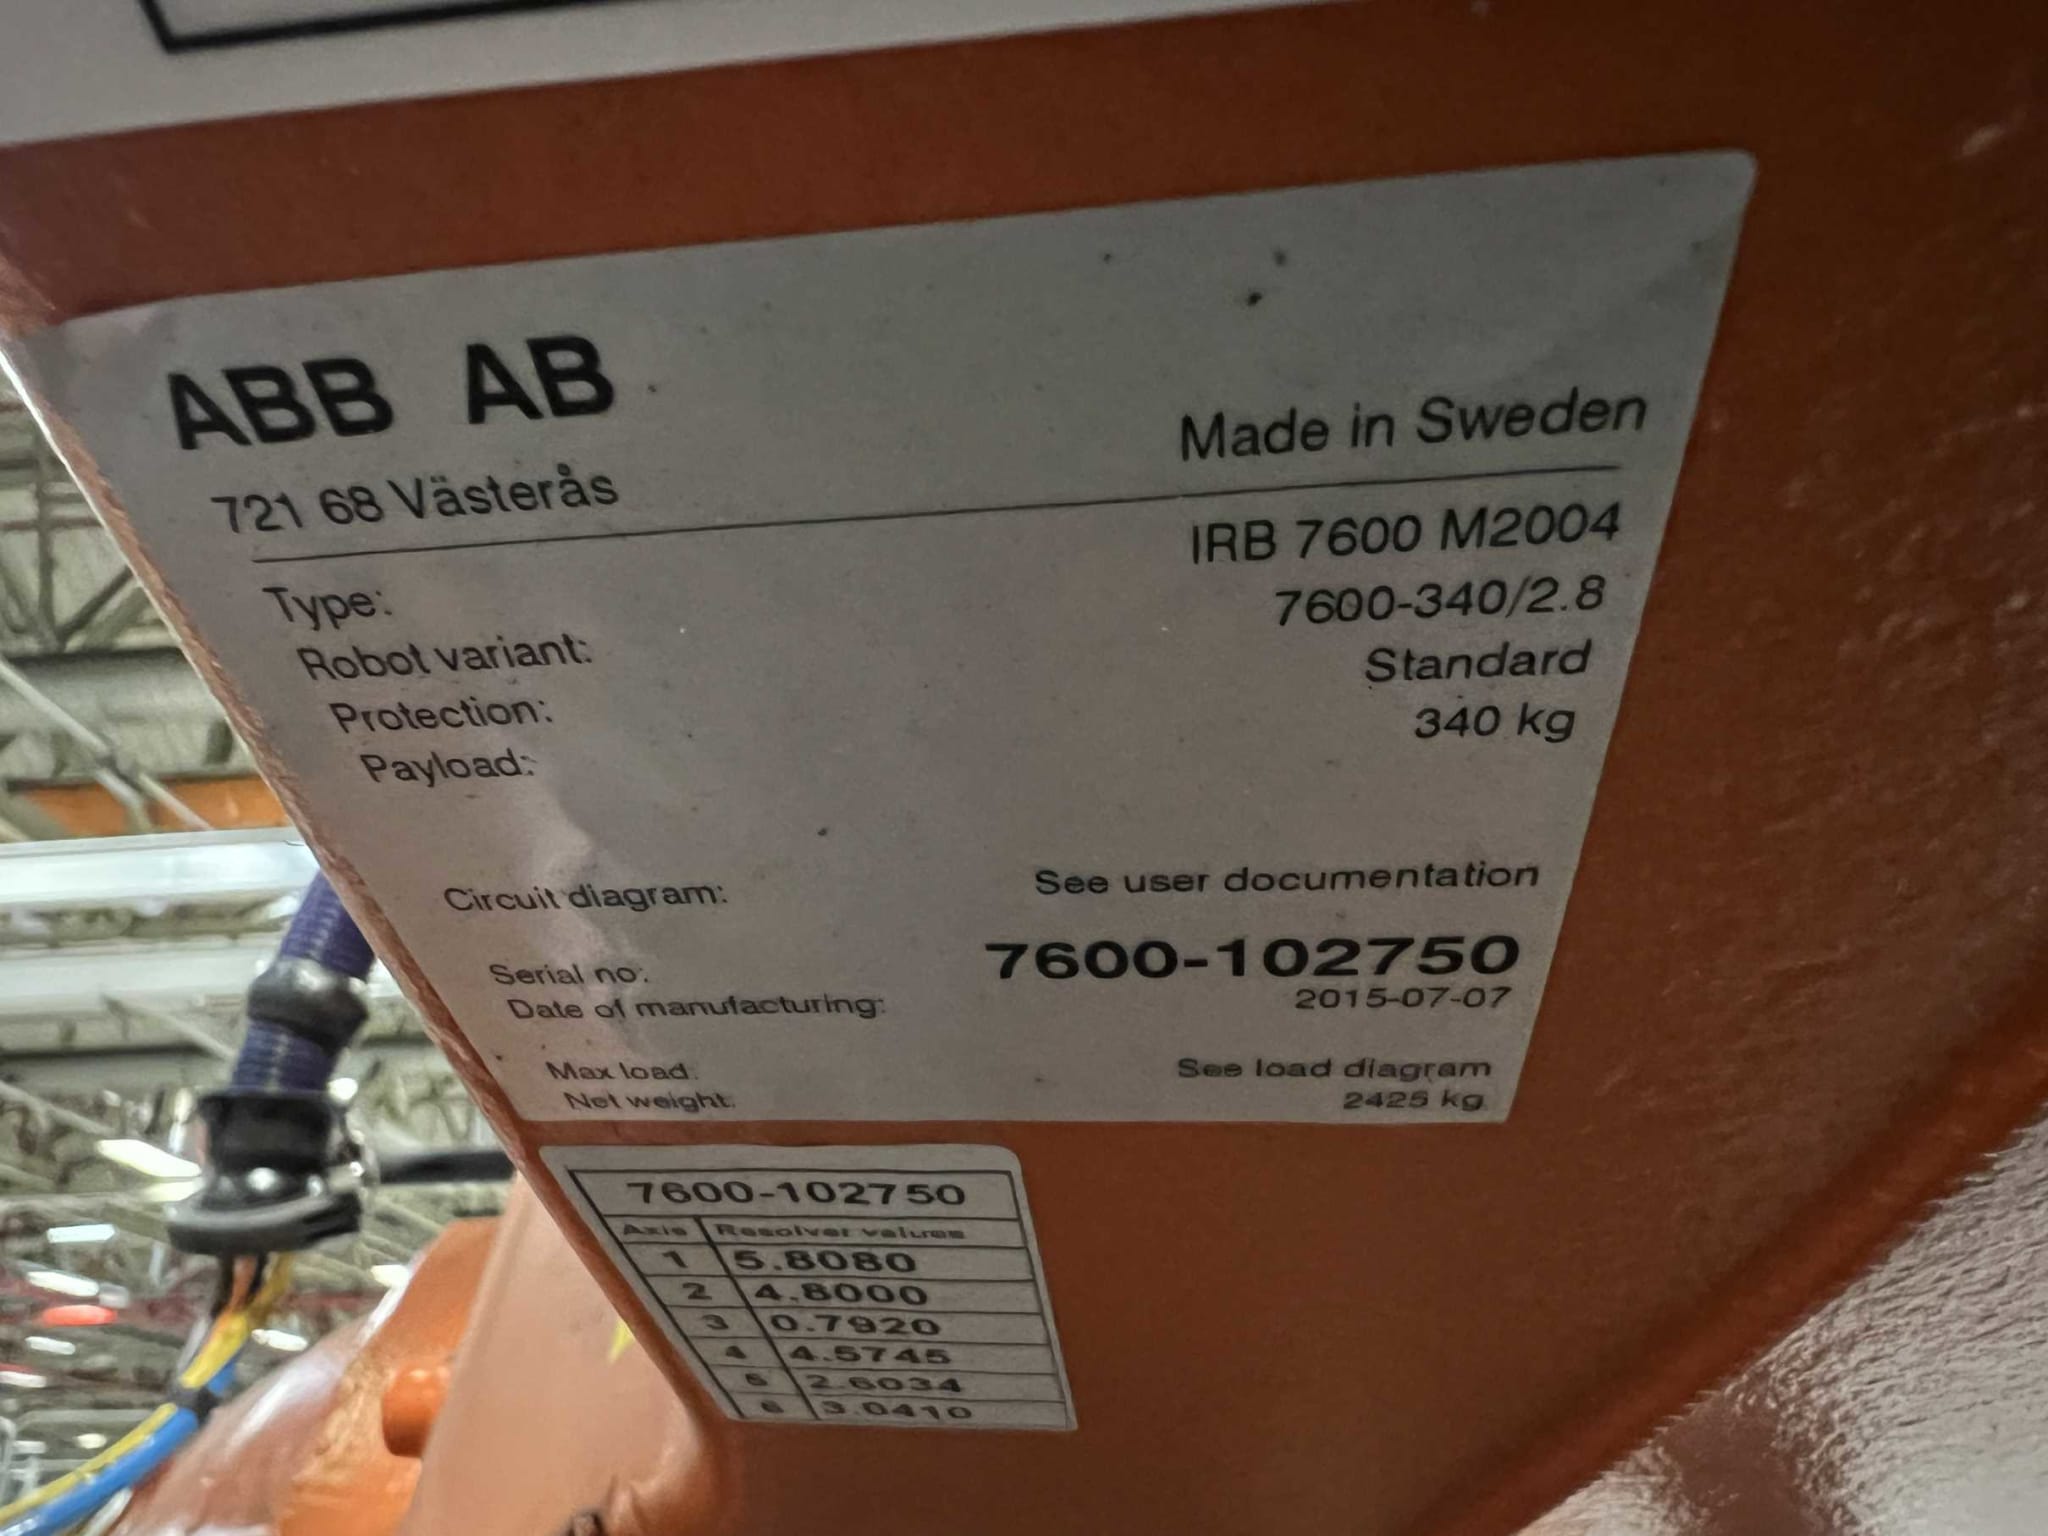 ABB AB
721 68 Västerås
Made in Sweden
Type: IRB 7600 M2004
Robot variant: 7600-340/2.8
Protection: Standard
Payload: 340 kg
Circuit diagram: See user documentation
Serial no: 7600-102750
Date of manufacturing: 2015-07-07
Max load: See load diagram
Net weight: 2425 kg
7600-102750
Axis Resolver values
1 5.8080
2 4.8000
3 0.7920
4 4.5745
5 2.6034
6 3.0410